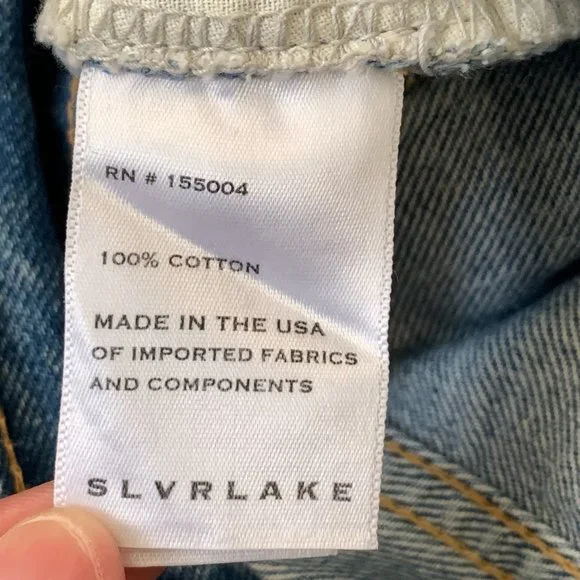 RN # 155004
100% COTTON
MADE IN THE USA
OF IMPORTED FABRICS
AND COMPONENTS
SLVRLAKE